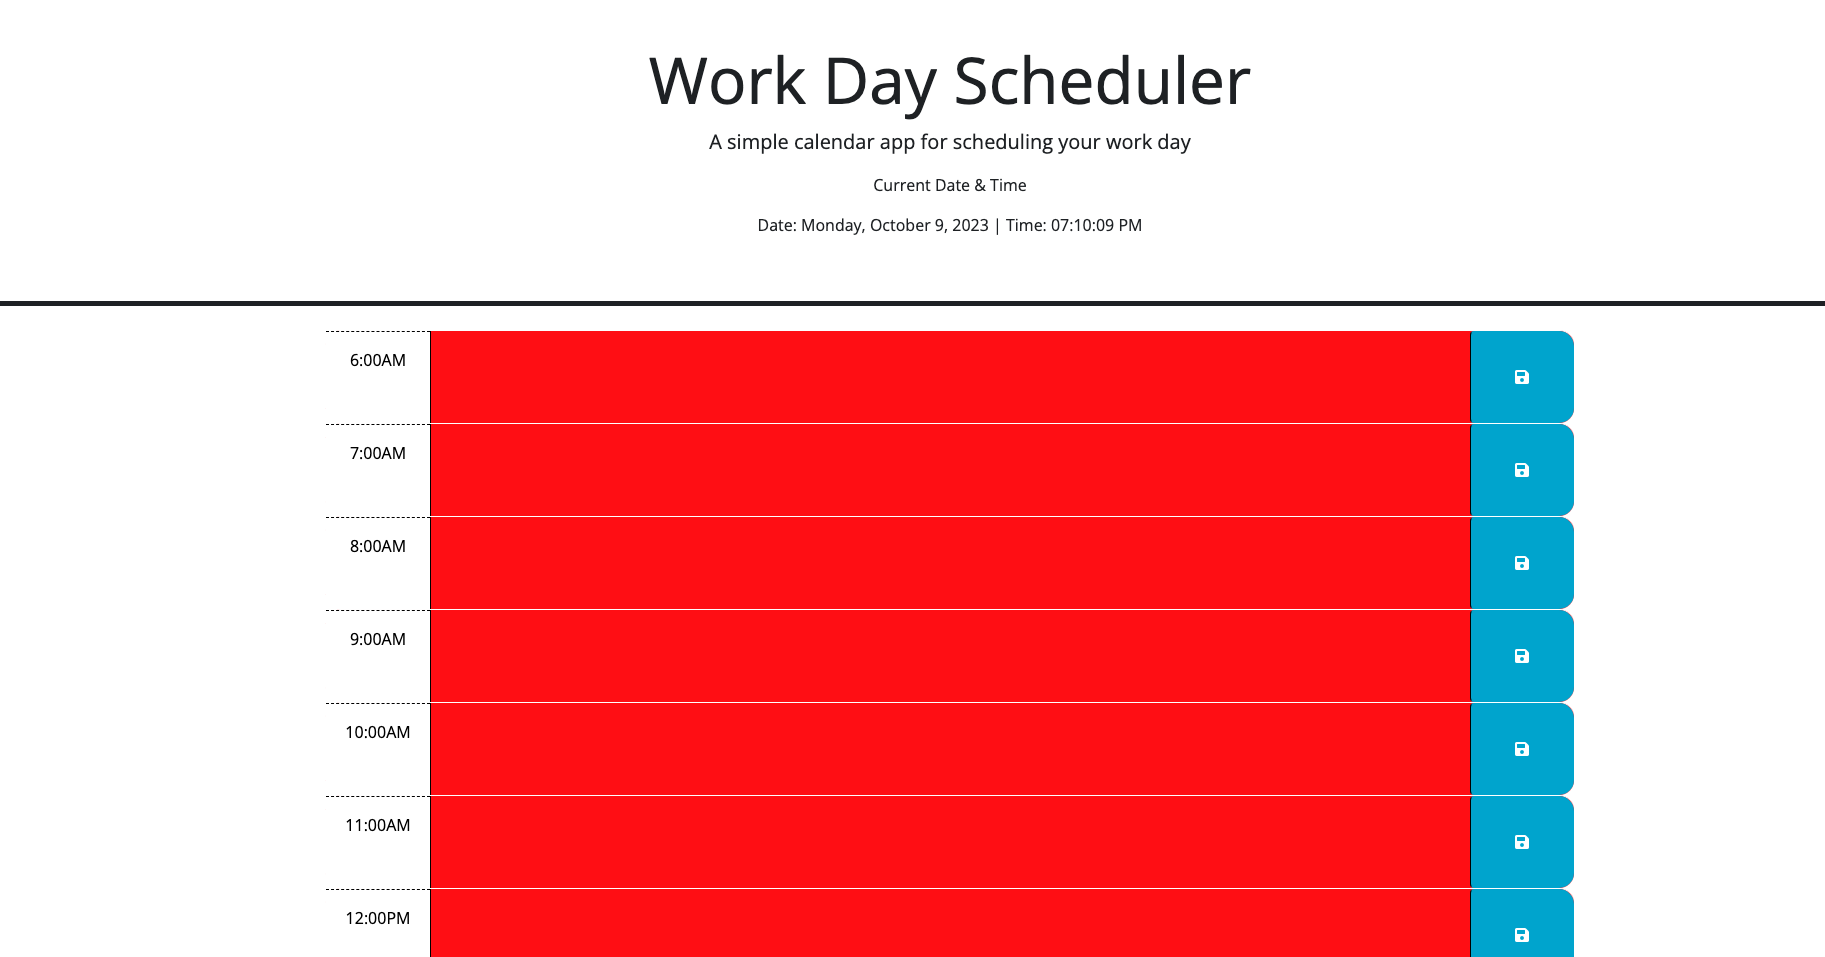 Work Day Scheduler
A simple calendar app for scheduling your work day
Current Date & Time
Date: Monday, October 9, 2023 | Time: 07:10:09 PM
6:00AM
7:00AM
8:00AM
9:00AM
10:00AM
11:00AM
12:00PM